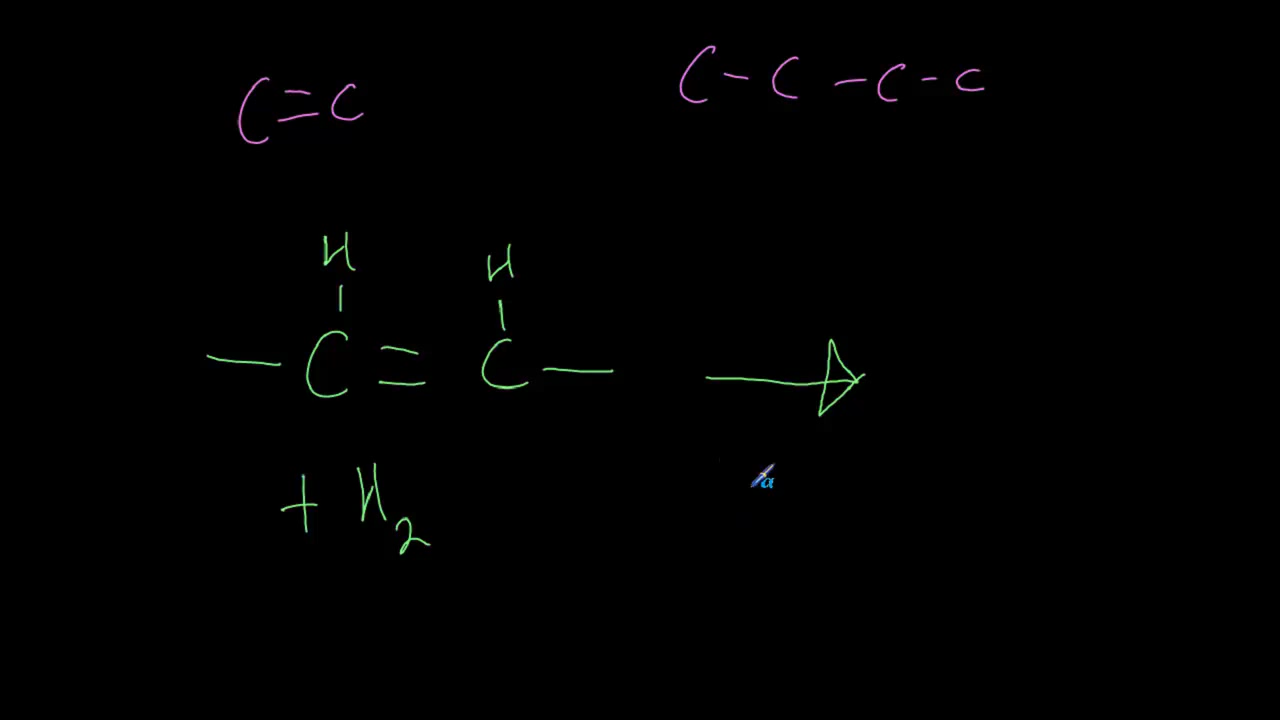 C=C
C-C-C-C
H H
-C=C-
+ H2